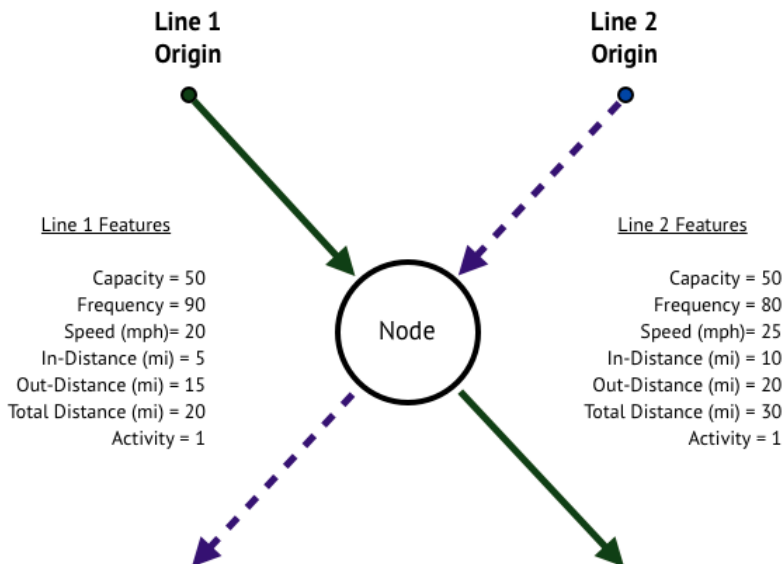 Line 1
Origin
Line 2
Origin
Line 1 Features
Capacity = 50
Frequency = 90
Speed (mph)= 20
In-Distance (mi) = 5
Out-Distance (mi) = 15
Total Distance (mi) = 20
Activity = 1
Node
Line 2 Features
Capacity = 50
Frequency = 80
Speed (mph)= 25
In-Distance (mi) = 10
Out-Distance (mi) = 20
Total Distance (mi) = 30
Activity = 1